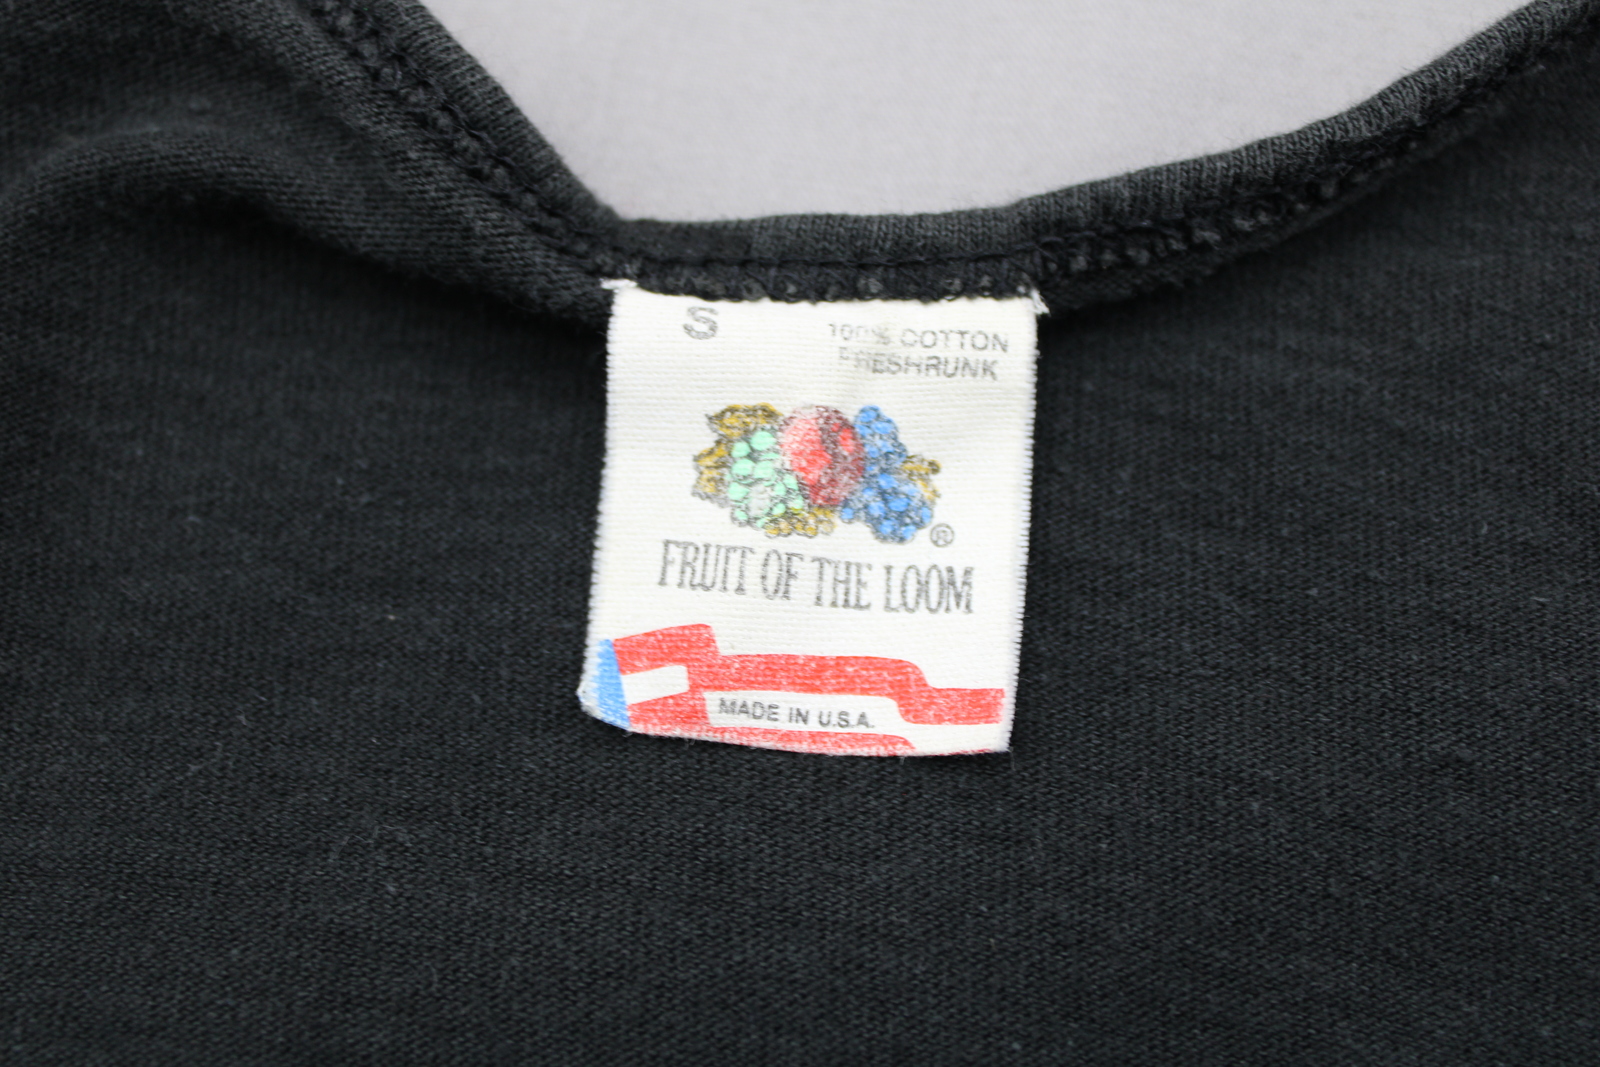 S
100% COTTON
PRESHRUNK
®
FRUIT OF THE LOOM
MADE IN U.S.A.